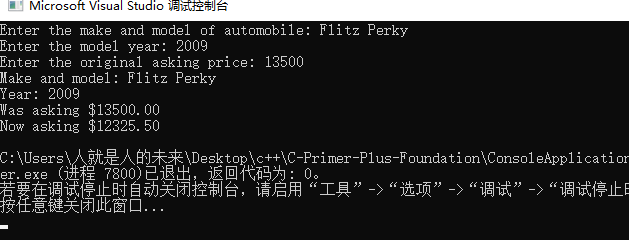 Microsoft Visual Studio 调试控制台
Enter the make and model of automobile: Flitz Perky
Enter the model year: 2009
Enter the original asking price: 13500
Make and model: Flitz Perky
Year: 2009
Was asking $13500.00
Now asking $12325.50
C:\Users\人就是人的未来\Desktop\c++\C-Primer-Plus-Foundation\ConsoleApplication
er.exe (进程 7800)已退出，返回代码为: 0。
若要在调试停止时自动关闭控制台，请启用“工具”->“选项”->“调试”->“调试停止时
按任意键关闭此窗口...